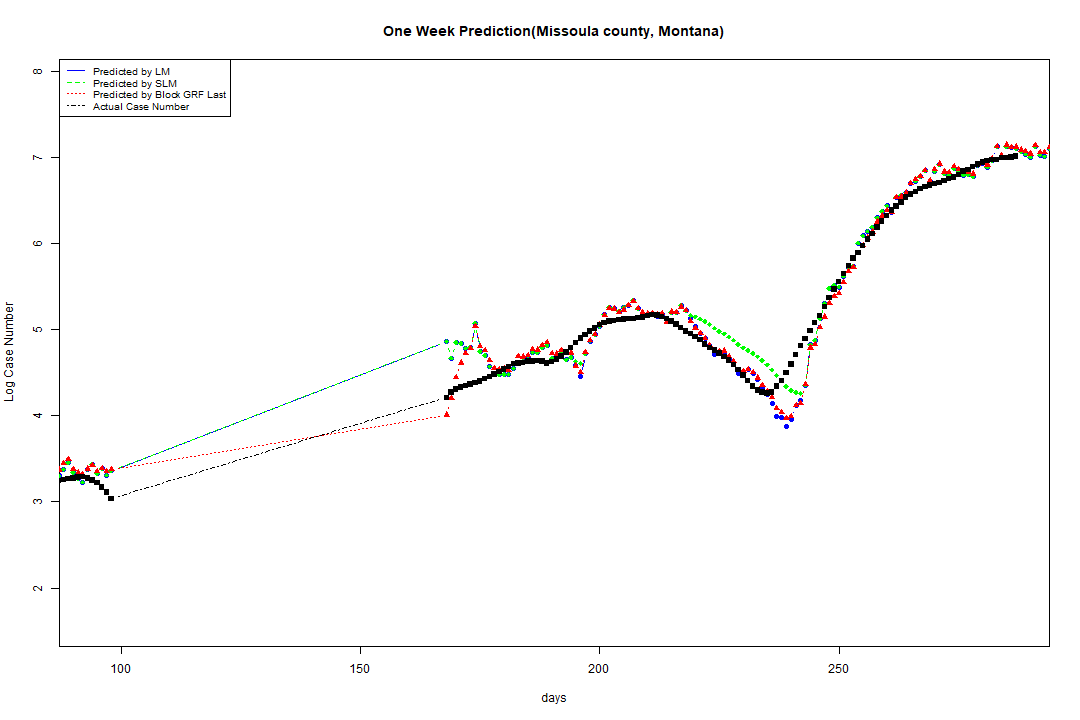 One Week Prediction(Missoula county, Montana)
Predicted by LM
Predicted by SLM
Predicted by Block GRF Last
Actual Case Number
8
7
6
5
4
3
2
Log Case Number
100 150 200 250
days